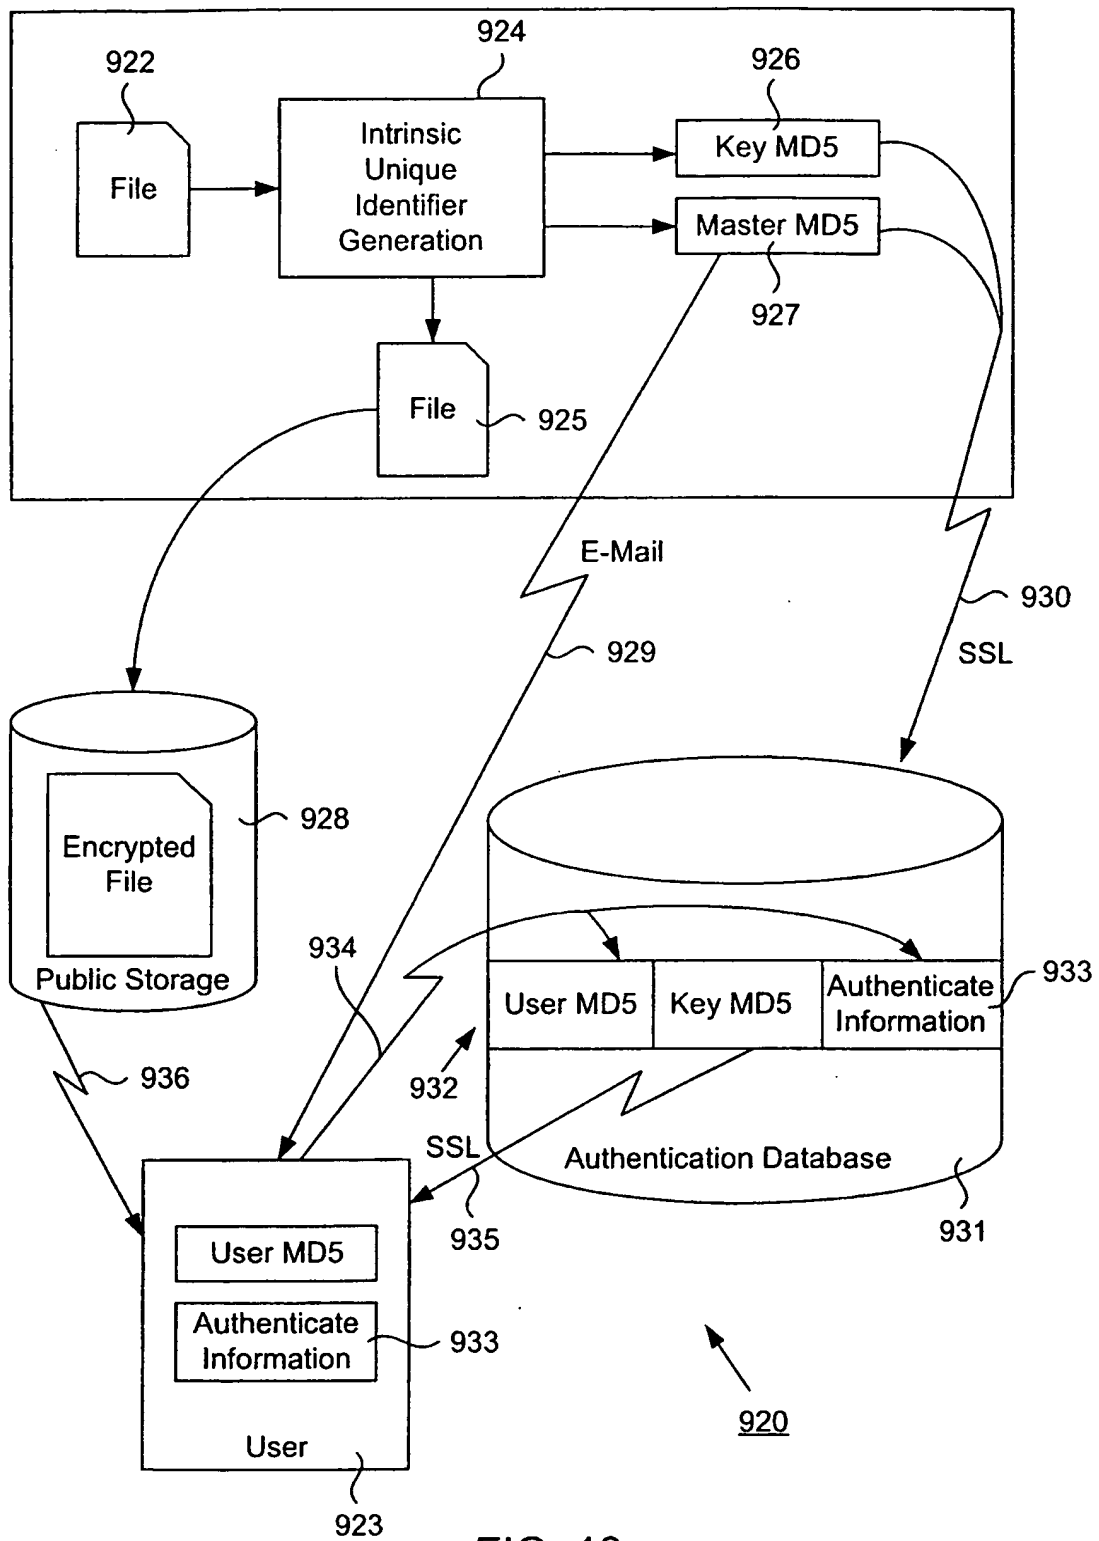 924
922
926
Intrinsic
Unique
Identifier
Generation
File
Key MD5
Master MD5
927
File
925
E-Mail
930
929
SSL
928
Encrypted
File
Public Storage
934
User MD5
Key MD5
Authenticate
Information
933
932
936
SSL
Authentication Database
935
931
User MD5
Authenticate
Information
933
920
User
923